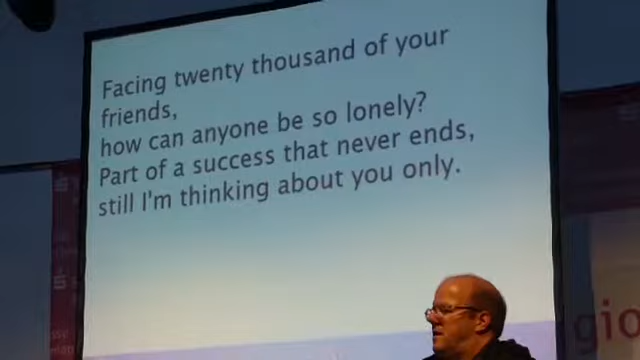 Facing twenty thousand of your
friends,
how can anyone be so lonely?
Part of a success that never ends,
still I'm thinking about you only.
gio